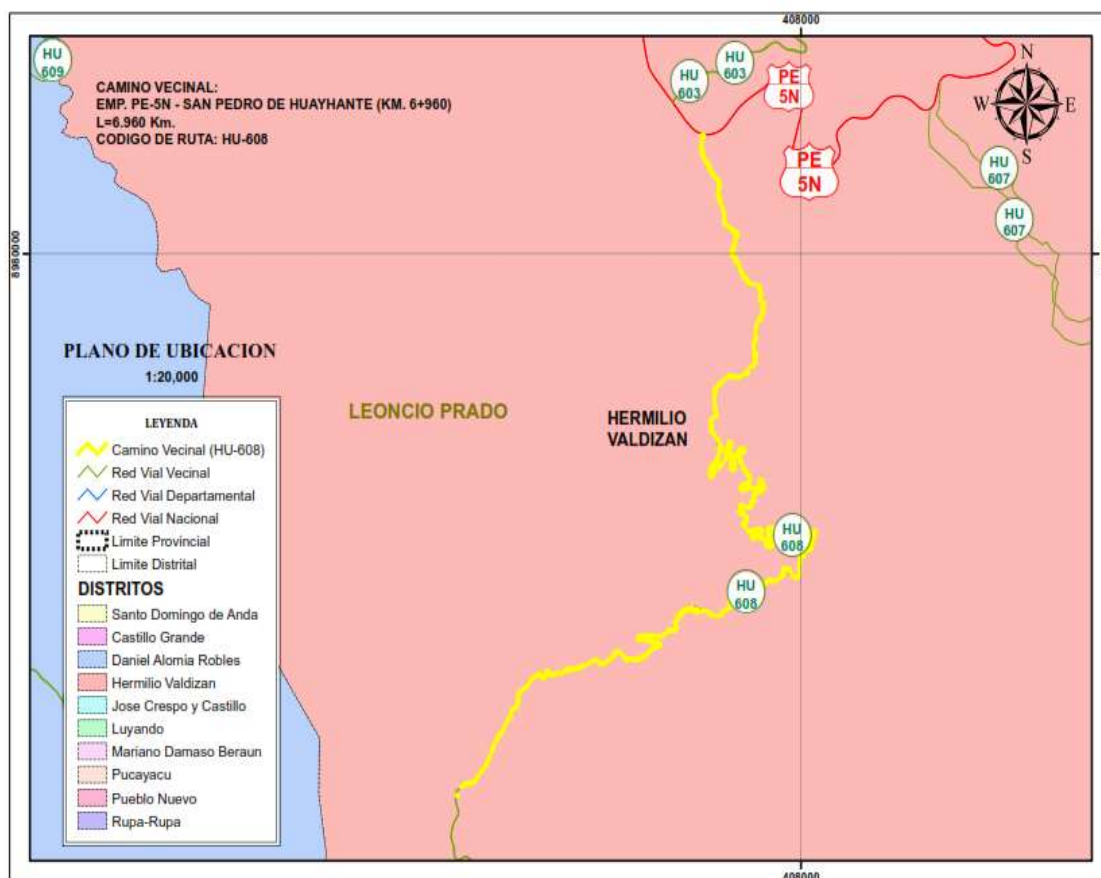 408000
HU
609
CAMINO VECINAL:
EMP. PE-5N - SAN PEDRO DE HUAYHANTE (KM. 6+960)
L=6.960 Km.
CODIGO DE RUTA: HU-608
HU
603
HU
603
PE
5N
PE
5N
N
W
E
S
HU
607
HU
607
8980000
PLANO DE UBICACION
1:20,000
LEONCIO PRADO
HERMILIO
VALDIZAN
LEYENDA
Camino Vecinal (HU-608)
Red Vial Vecinal
Red Vial Departamental
Red Vial Nacional
Limite Provincial
Limite Distrital
DISTRITOS
Santo Domingo de Anda
Castillo Grande
Daniel Alomia Robles
Hermilio Valdizan
Jose Crespo y Castillo
Luyando
Mariano Damaso Beraun
Pucayacu
Pueblo Nuevo
Rupa-Rupa
HU
608
HU
608
408000